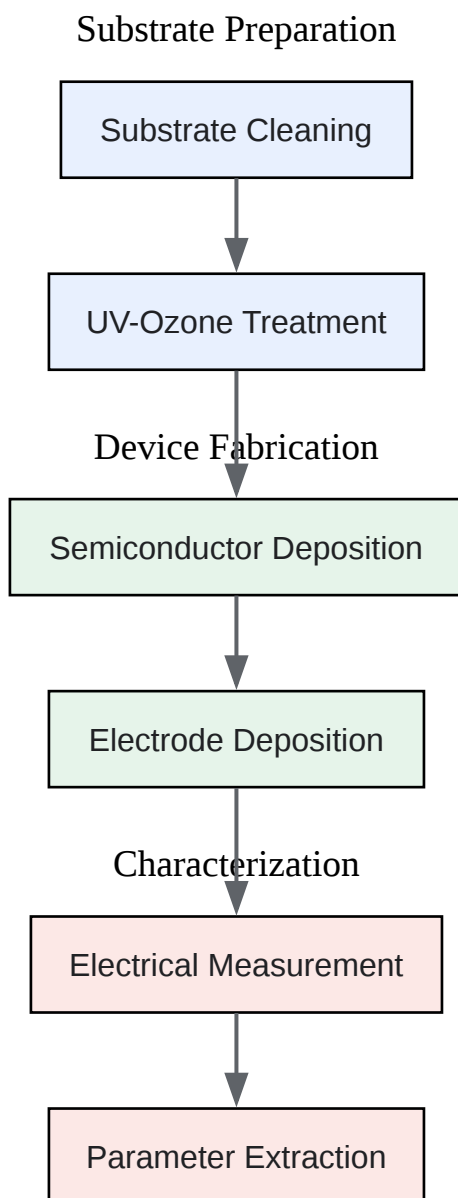 Substrate Preparation
Substrate Cleaning
UV-Ozone Treatment
Device Fabrication
Semiconductor Deposition
Electrode Deposition
Characterization
Electrical Measurement
Parameter Extraction